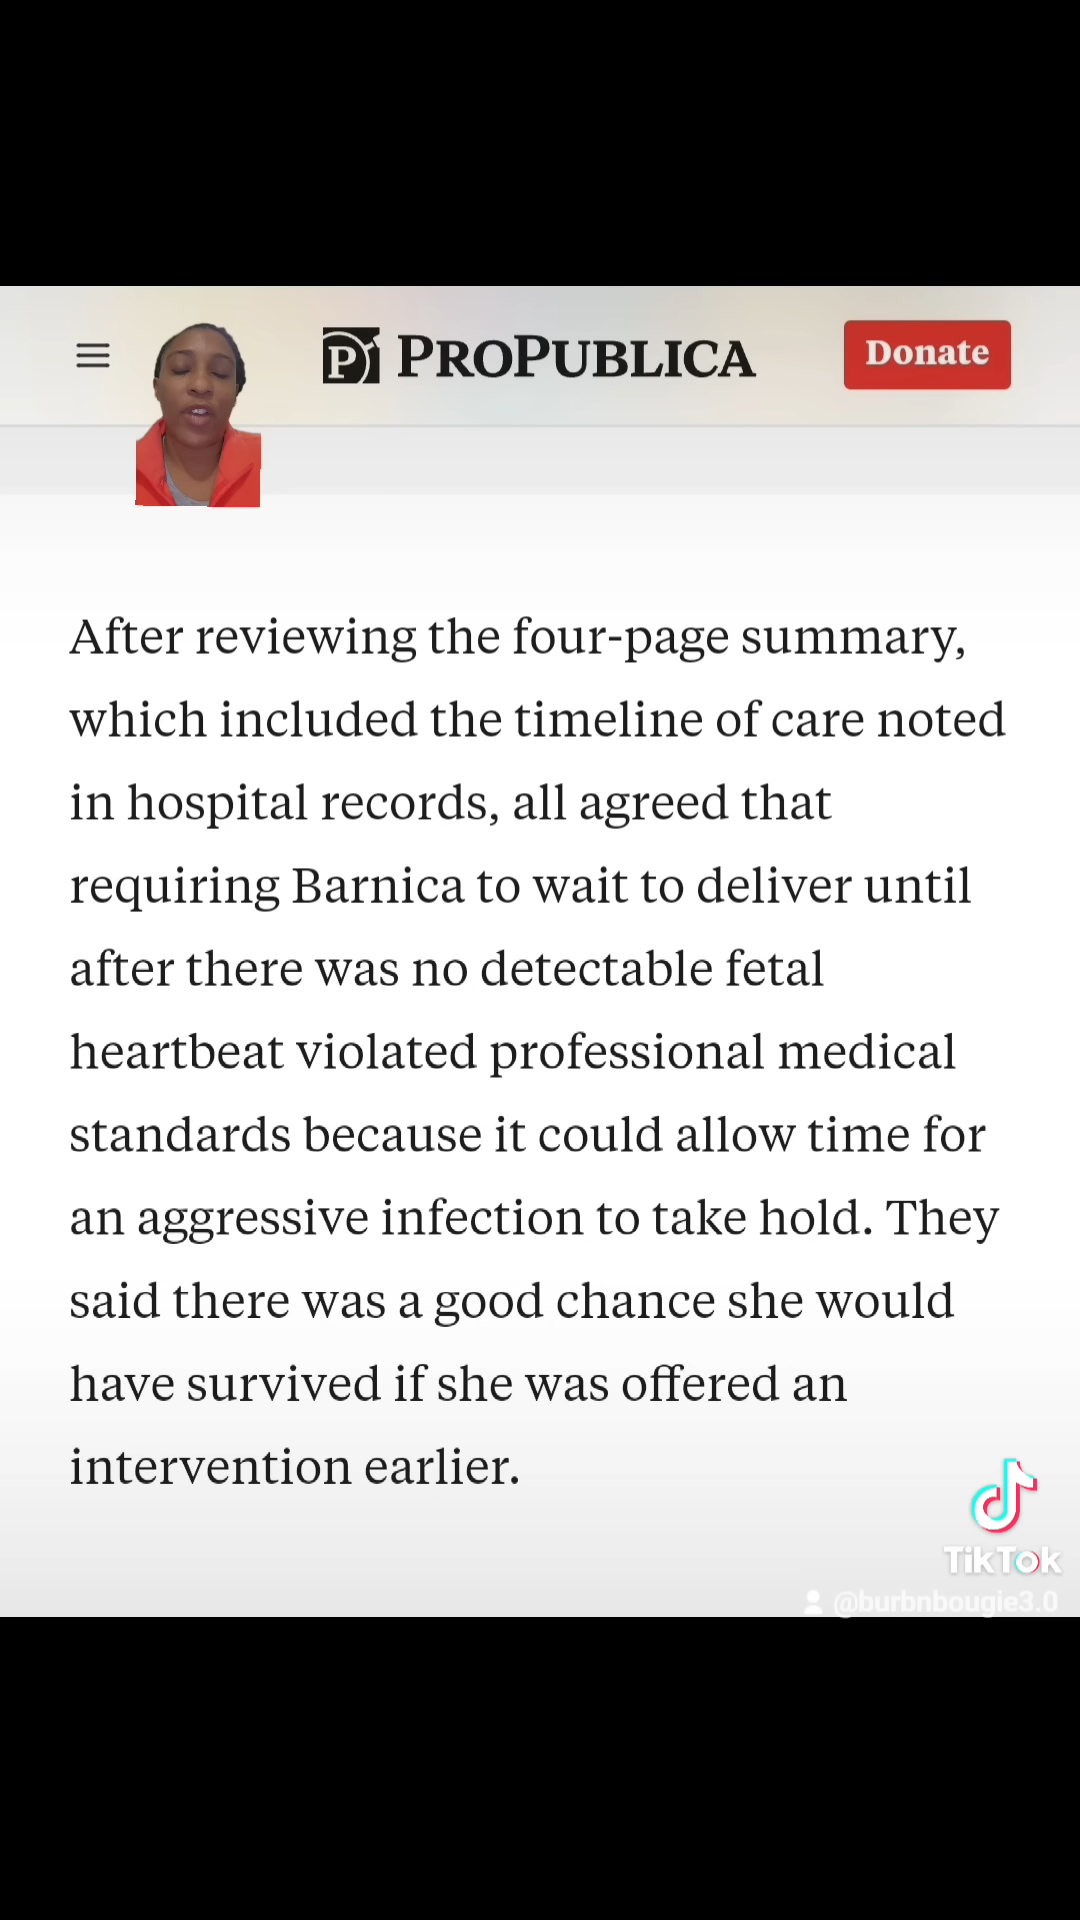 PROPUBLICA
Donate
After reviewing the four-page summary,
which included the timeline of care noted
in hospital records, all agreed that
requiring Barnica to wait to deliver until
after there was no detectable fetal
heartbeat violated professional medical
standards because it could allow time for
an aggressive infection to take hold. They
said there was a good chance she would
have survived if she was offered an
intervention earlier.
TikTok
@burbnbougie3.0